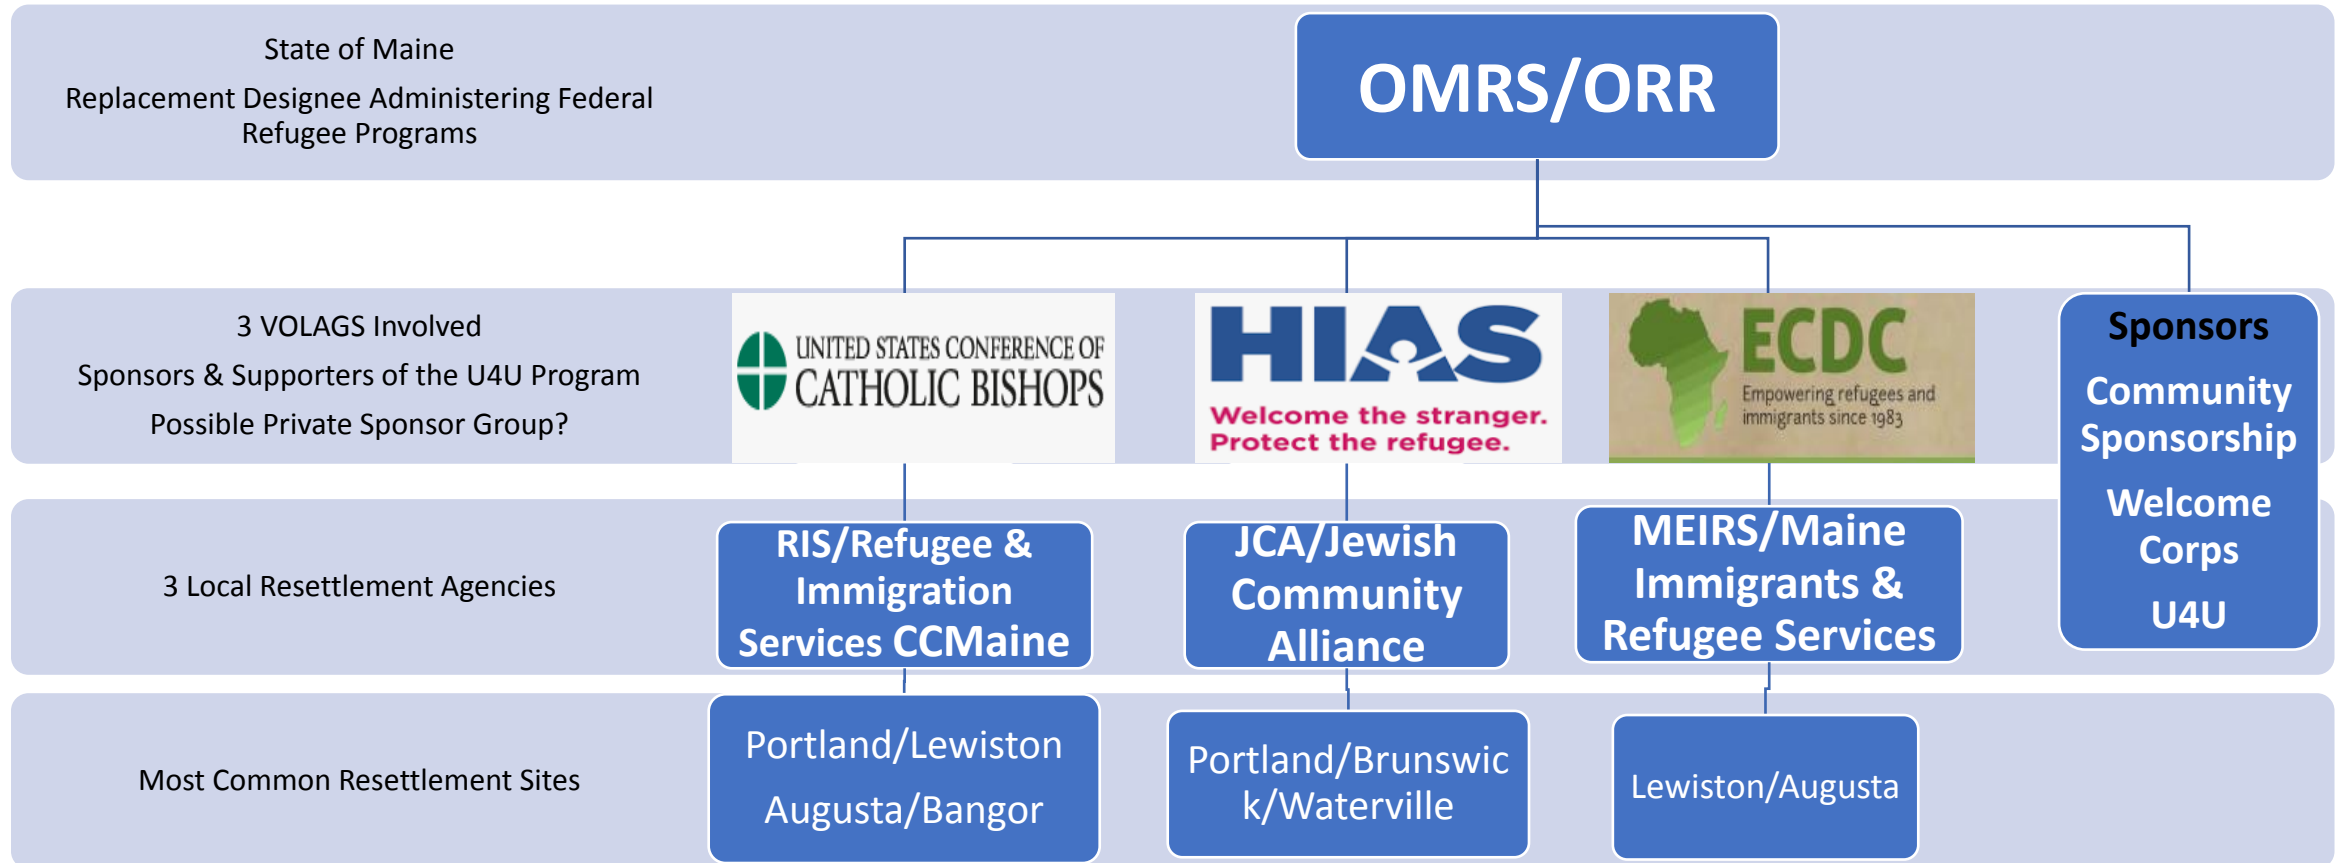 State of Maine
Replacement Designee Administering Federal
Refugee Programs
OMRS/ORR
3 VOLAGS Involved
Sponsors & Supporters of the U4U Program
Possible Private Sponsor Group?
UNITED STATES CONFERENCE OF
CATHOLIC BISHOPS
HIAS
Welcome the stranger.
Protect the refugee.
ECDC
Empowering refugees and
immigrants since 1983
Sponsors
Community
Sponsorship
Welcome
Corps
U4U
3 Local Resettlement Agencies
RIS/Refugee &
Immigration
Services CCMaine
JCA/Jewish
Community
Alliance
MEIRS/Maine
Immigrants &
Refugee Services
Most Common Resettlement Sites
Portland/Lewiston
Augusta/Bangor
Portland/Brunswic
k/Waterville
Lewiston/Augusta